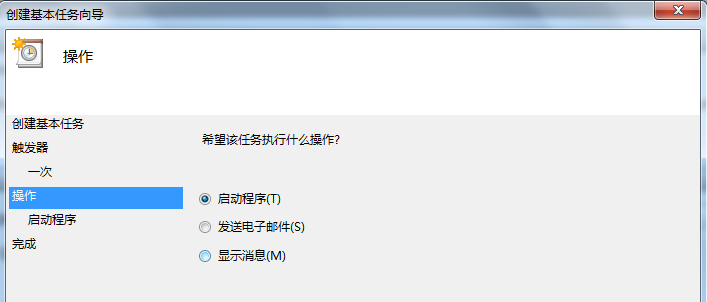 创建基本任务向导
操作
创建基本任务
触发器
一次
操作
启动程序
完成
希望该任务执行什么操作?
启动程序(T)
发送电子邮件(S)
显示消息(M)